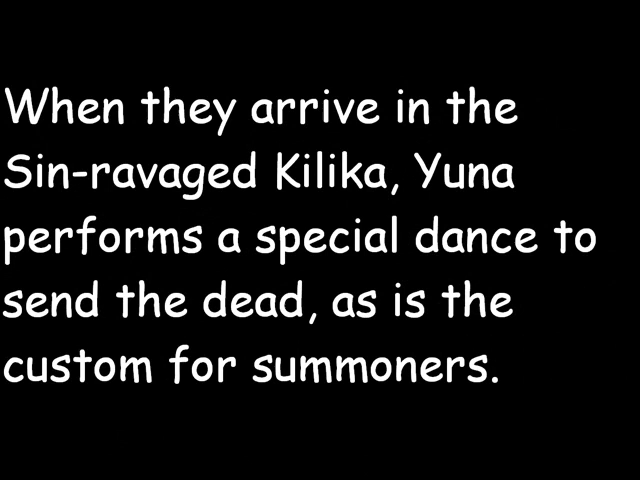 When they arrive in the
Sin-ravaged Kilika, Yuna
performs a special dance to
send the dead, as is the
custom for summoners.